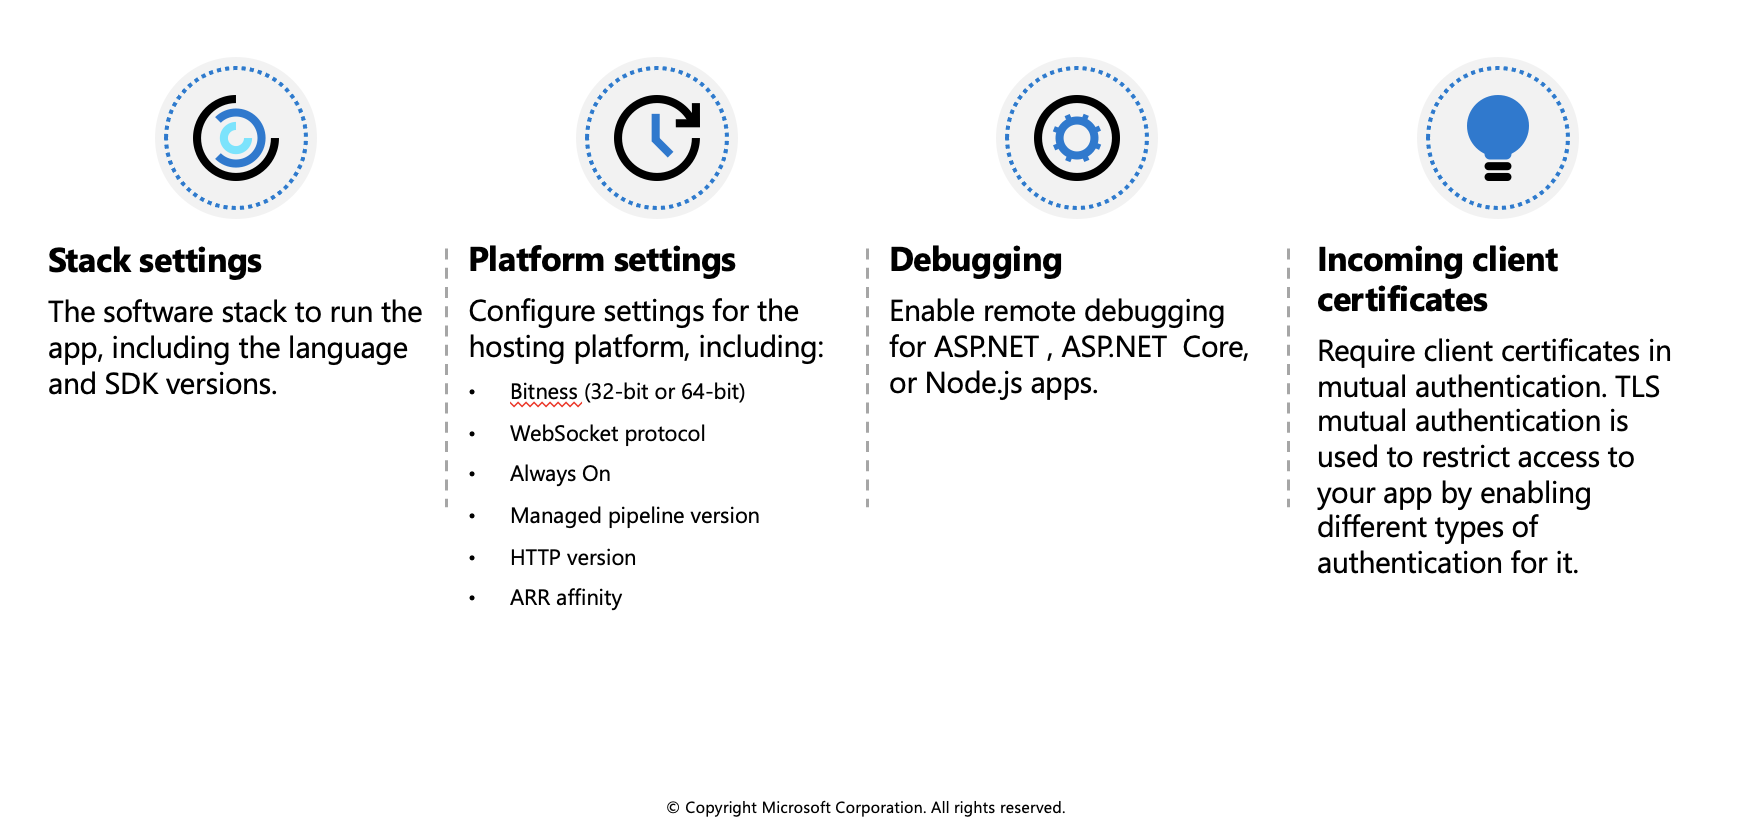 Stack settings
The software stack to run the
app, including the language
and SDK versions.
Platform settings
Configure settings for the
hosting platform, including:
• Bitness (32-bit or 64-bit)
• WebSocket protocol
• Always On
• Managed pipeline version
• HTTP version
• ARR affinity
Debugging
Enable remote debugging
for ASP.NET , ASP.NET  Core,
or Node.js apps.
Incoming client
certificates
Require client certificates in
mutual authentication. TLS
mutual authentication is
used to restrict access to
your app by enabling
different types of
authentication for it.
© Copyright Microsoft Corporation. All rights reserved.